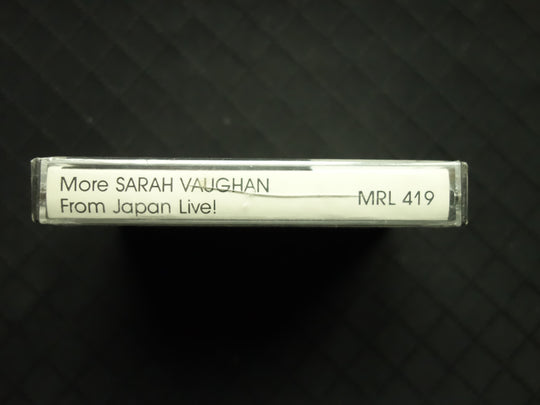 More SARAH VAUGHAN
From Japan Live!
MRL 419